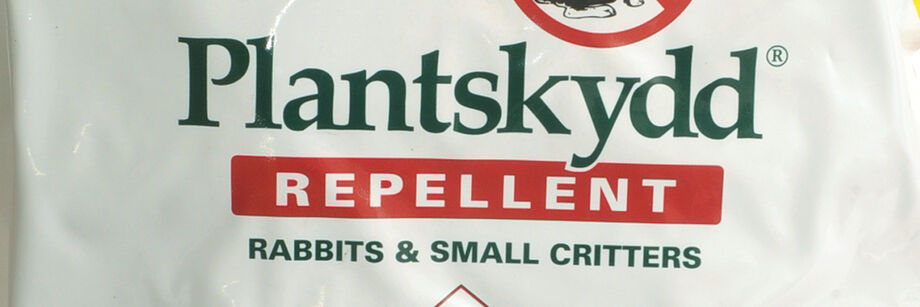 Plantskydd®
REPELLENT
RABBITS & SMALL CRITTERS